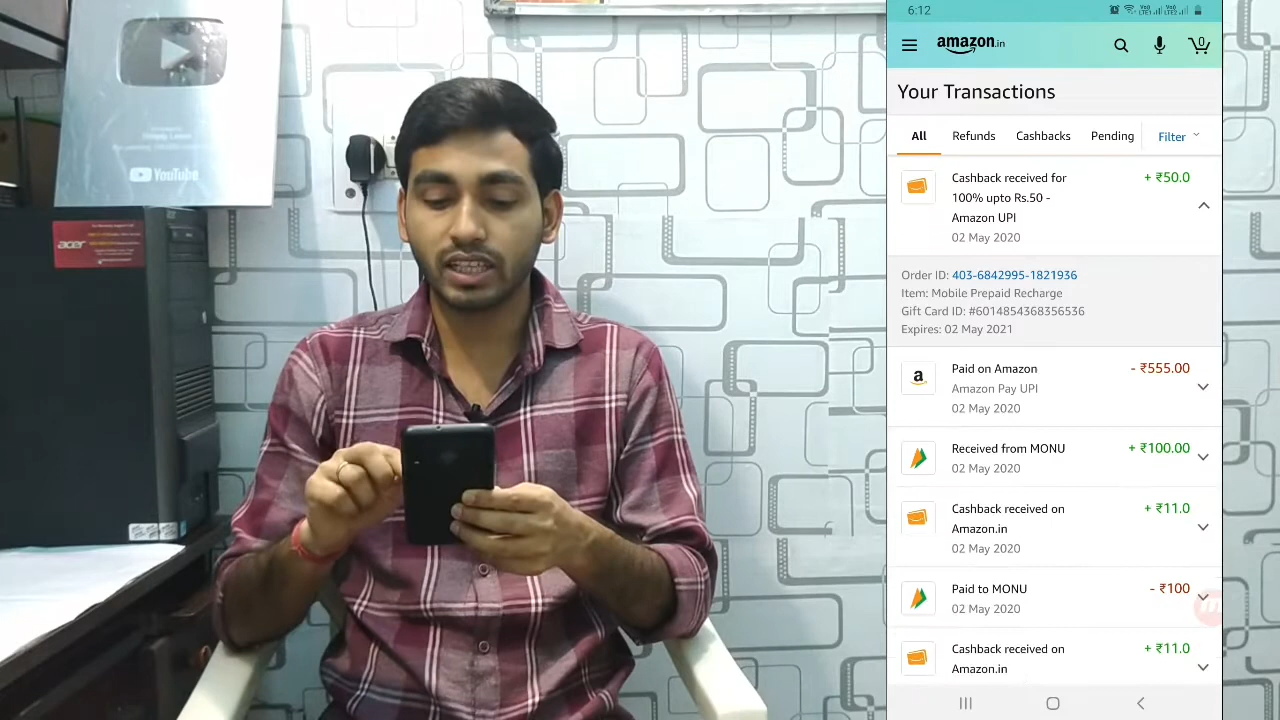 YouTube
acer
6:12
amazon.in
0
Your Transactions
All Refunds Cashbacks Pending Filter
Cashback received for + ₹50.0
100% upto Rs.50 -
Amazon UPI
02 May 2020
Order ID: 403-6842995-1821936
Item: Mobile Prepaid Recharge
Gift Card ID: #6014854368356536
Expires: 02 May 2021
a Paid on Amazon - ₹555.00
Amazon Pay UPI
02 May 2020
Received from MONU + ₹100.00
02 May 2020
Cashback received on + ₹11.0
Amazon.in
02 May 2020
Paid to MONU - ₹100
02 May 2020
Cashback received on + ₹11.0
Amazon.in